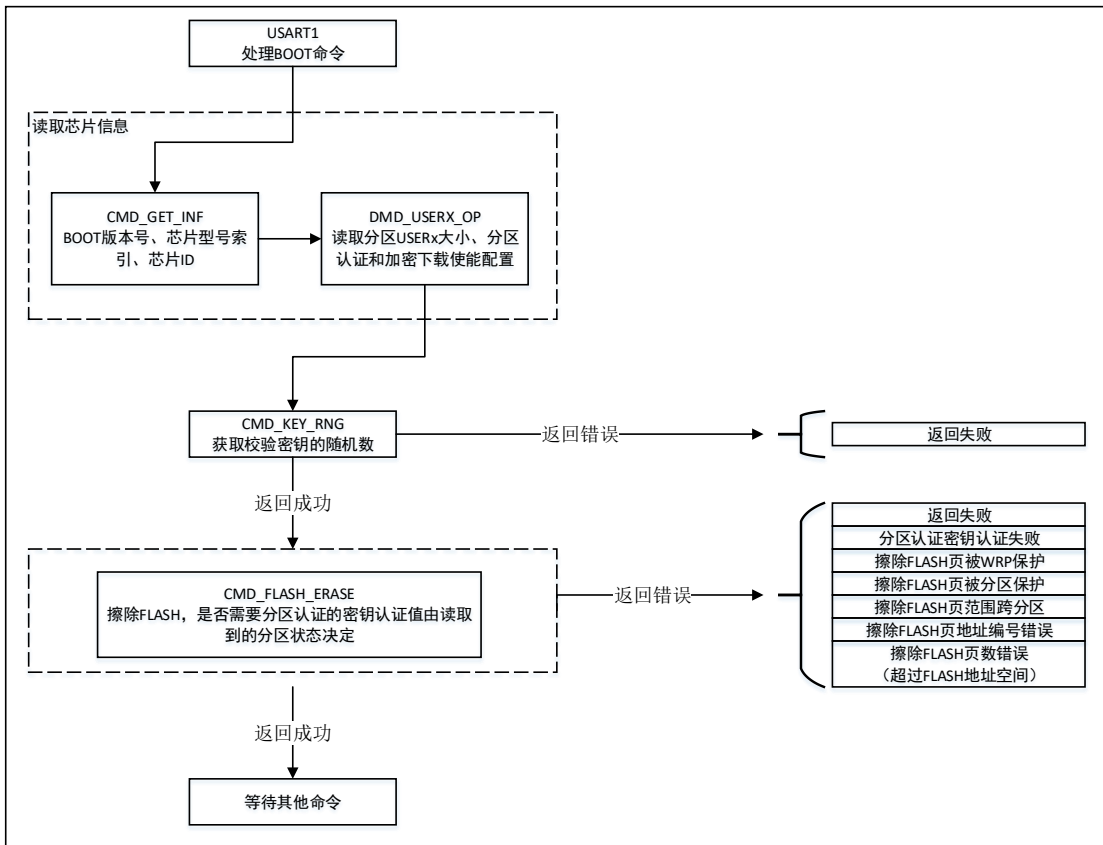 USART1
处理BOOT命令
读取芯片信息
CMD_GET_INF
BOOT版本号、芯片型号索
引、芯片ID
DMD_USERX_OP
读取分区USERx大小、分区
认证和加密下载使能配置
CMD_KEY_RNG
获取校验密钥的随机数
返回错误
返回失败
返回成功
CMD_FLASH_ERASE
擦除FLASH，是否需要分区认证的密钥认证值由读取
到的分区状态决定
返回错误
返回失败
分区认证密钥认证失败
擦除FLASH页被WRP保护
擦除FLASH页被分区保护
擦除FLASH页范围跨分区
擦除FLASH页地址编号错误
擦除FLASH页数错误
（超过FLASH地址空间）
返回成功
等待其他命令